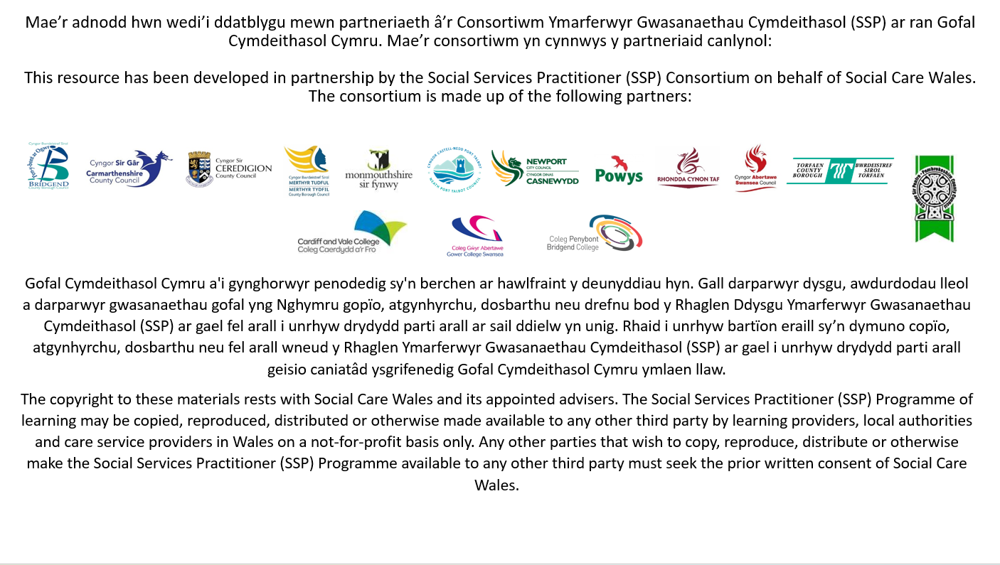 Mae’r adnodd hwn wedi’i ddatblygu mewn partneriaeth â’r Consortiwm Ymarferwyr Gwasanaethau Cymdeithasol (SSP) ar ran Gofal
Cymdeithasol Cymru. Mae’r consortiwm yn cynnwys y partneriaid canlynol:
This resource has been developed in partnership by the Social Services Practitioner (SSP) Consortium on behalf of Social Care Wales.
The consortium is made up of the following partners:
Cyngor Bwrdeistref Sirol
Penybont ar Ogwr
B
BRIDGEND
County Borough Council
Cyngor Sir Gâr
Carmarthenshire
County Council
Cyngor Sir
CEREDIGION
County Council
Cyngor Bwrdeistref Sirol
MERTHYR TUDFUL
MERTHYR TYDFIL
County Borough Council
monmouthshire
sir fynwy
CYNGOR CASTELL-NEDD PORT TALBOT
NEATH PORT TALBOT COUNCIL
NEWPORT
CITY COUNCIL
CYNGOR DINAS
CASNEWYDD
Powys
RHONDDA CYNON TAF
Cyngor Abertawe
Swansea Council
TORFAEN
COUNTY
BOROUGH
BWRDEISTREF
SIROL
TORFAEN
Cyngor Sir Penfro • Pembrokeshire County Council
Cardiff and Vale College
Coleg Caerdydd a'r Fro
Coleg Gŵyr Abertawe
Gower College Swansea
Coleg Penybont
Bridgend College
Gofal Cymdeithasol Cymru a'i gynghorwyr penodedig sy'n berchen ar hawlfraint y deunyddiau hyn. Gall darparwyr dysgu, awdurdodau lleol
a darparwyr gwasanaethau gofal yng Nghymru gopïo, atgynhyrchu, dosbarthu neu drefnu bod y Rhaglen Ddysgu Ymarferwyr Gwasanaethau
Cymdeithasol (SSP) ar gael fel arall i unrhyw drydydd parti arall ar sail ddielw yn unig. Rhaid i unrhyw bartïon eraill sy’n dymuno copïo,
atgynhyrchu, dosbarthu neu fel arall wneud y Rhaglen Ymarferwyr Gwasanaethau Cymdeithasol (SSP) ar gael i unrhyw drydydd parti arall
geisio caniatâd ysgrifenedig Gofal Cymdeithasol Cymru ymlaen llaw.
The copyright to these materials rests with Social Care Wales and its appointed advisers. The Social Services Practitioner (SSP) Programme of
learning may be copied, reproduced, distributed or otherwise made available to any other third party by learning providers, local authorities
and care service providers in Wales on a not-for-profit basis only. Any other parties that wish to copy, reproduce, distribute or otherwise
make the Social Services Practitioner (SSP) Programme available to any other third party must seek the prior written consent of Social Care
Wales.